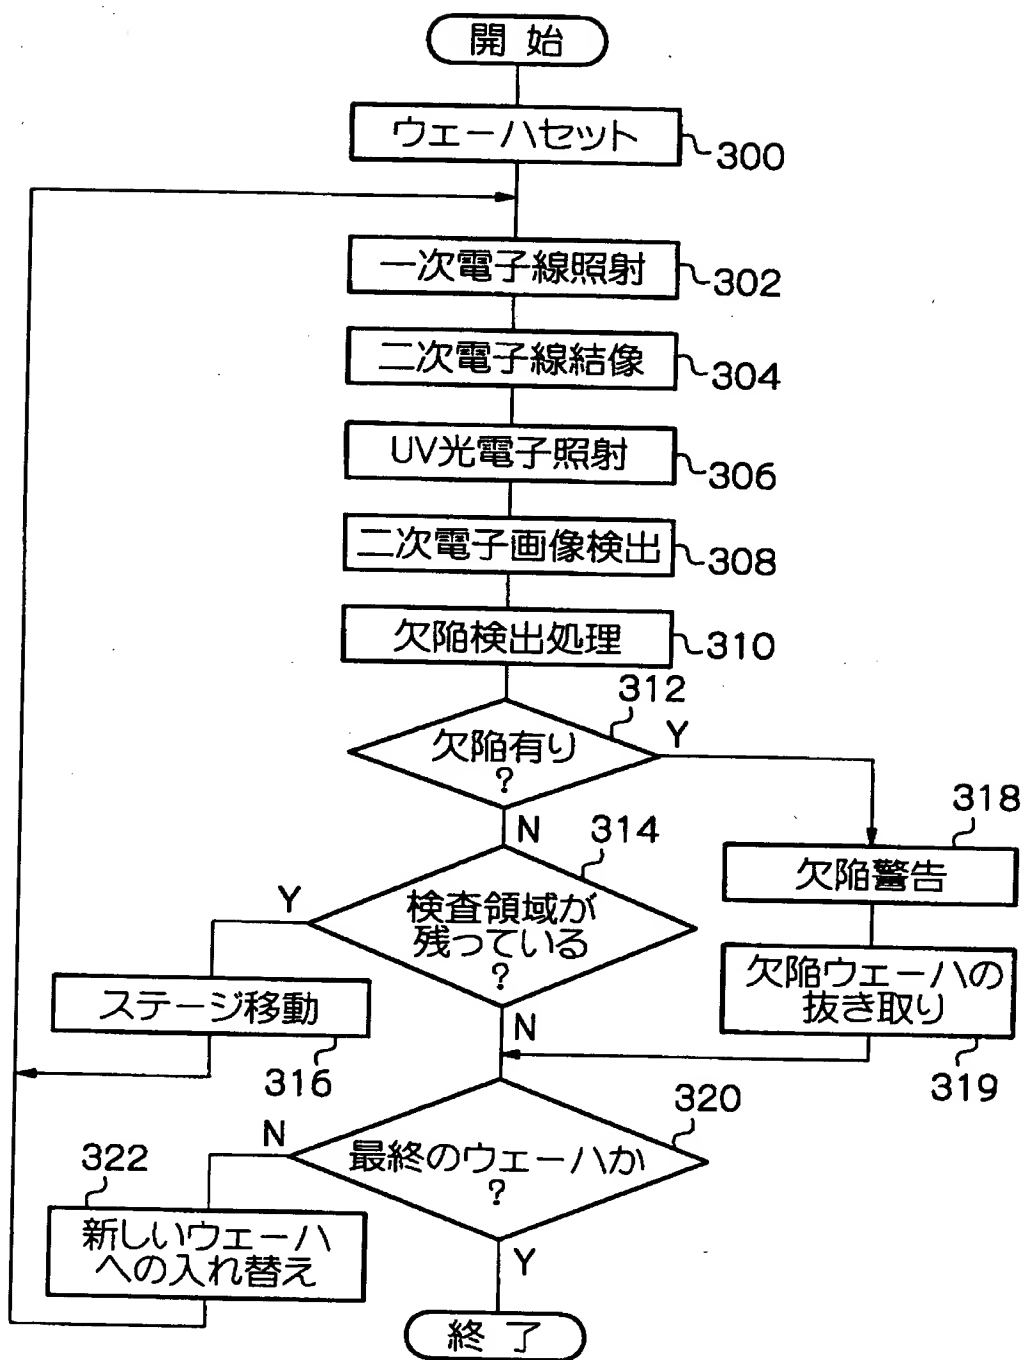 開始
ウェーハセット
300
一次電子線照射
302
二次電子線結像
304
UV光電子照射
306
二次電子画像検出
308
欠陥検出処理
310
312
欠陥有り
?
Y
N
314
318
欠陥警告
検査領域が
残っている
?
Y
N
欠陥ウェーハの
抜き取り
319
ステージ移動
316
320
最終のウェーハか
?
N
Y
322
新しいウェーハ
への入れ替え
終了